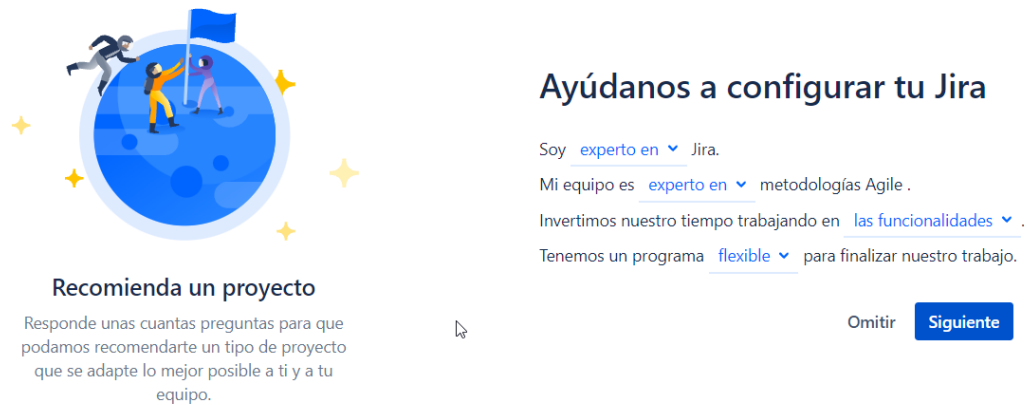 Recomienda un proyecto
Responde unas cuantas preguntas para que
podamos recomendarte un tipo de proyecto
que se adapte lo mejor posible a ti y a tu
equipo.
Ayúdanos a configurar tu Jira
Soy experto en Jira.
Mi equipo es experto en metodologías Agile .
Invertimos nuestro tiempo trabajando en las funcionalidades .
Tenemos un programa flexible para finalizar nuestro trabajo.
Omitir Siguiente